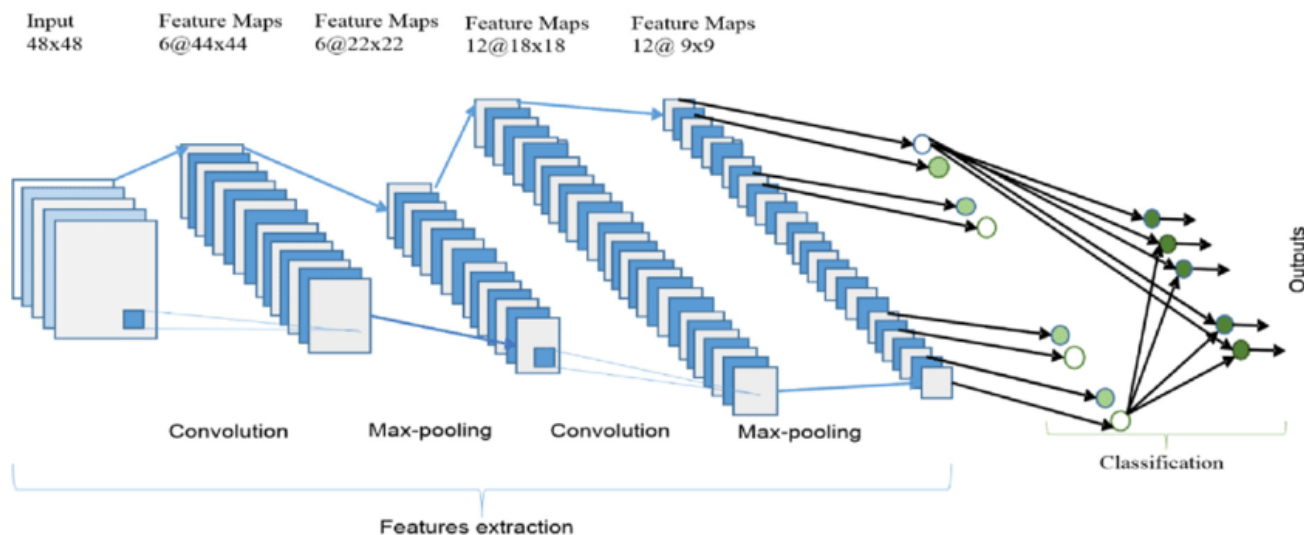 Input
48x48
Feature Maps
6@44x44
Feature Maps
6@22x22
Feature Maps
12@18x18
Feature Maps
12@ 9x9
Outputs
Convolution
Max-pooling
Convolution
Max-pooling
Classification
Features extraction